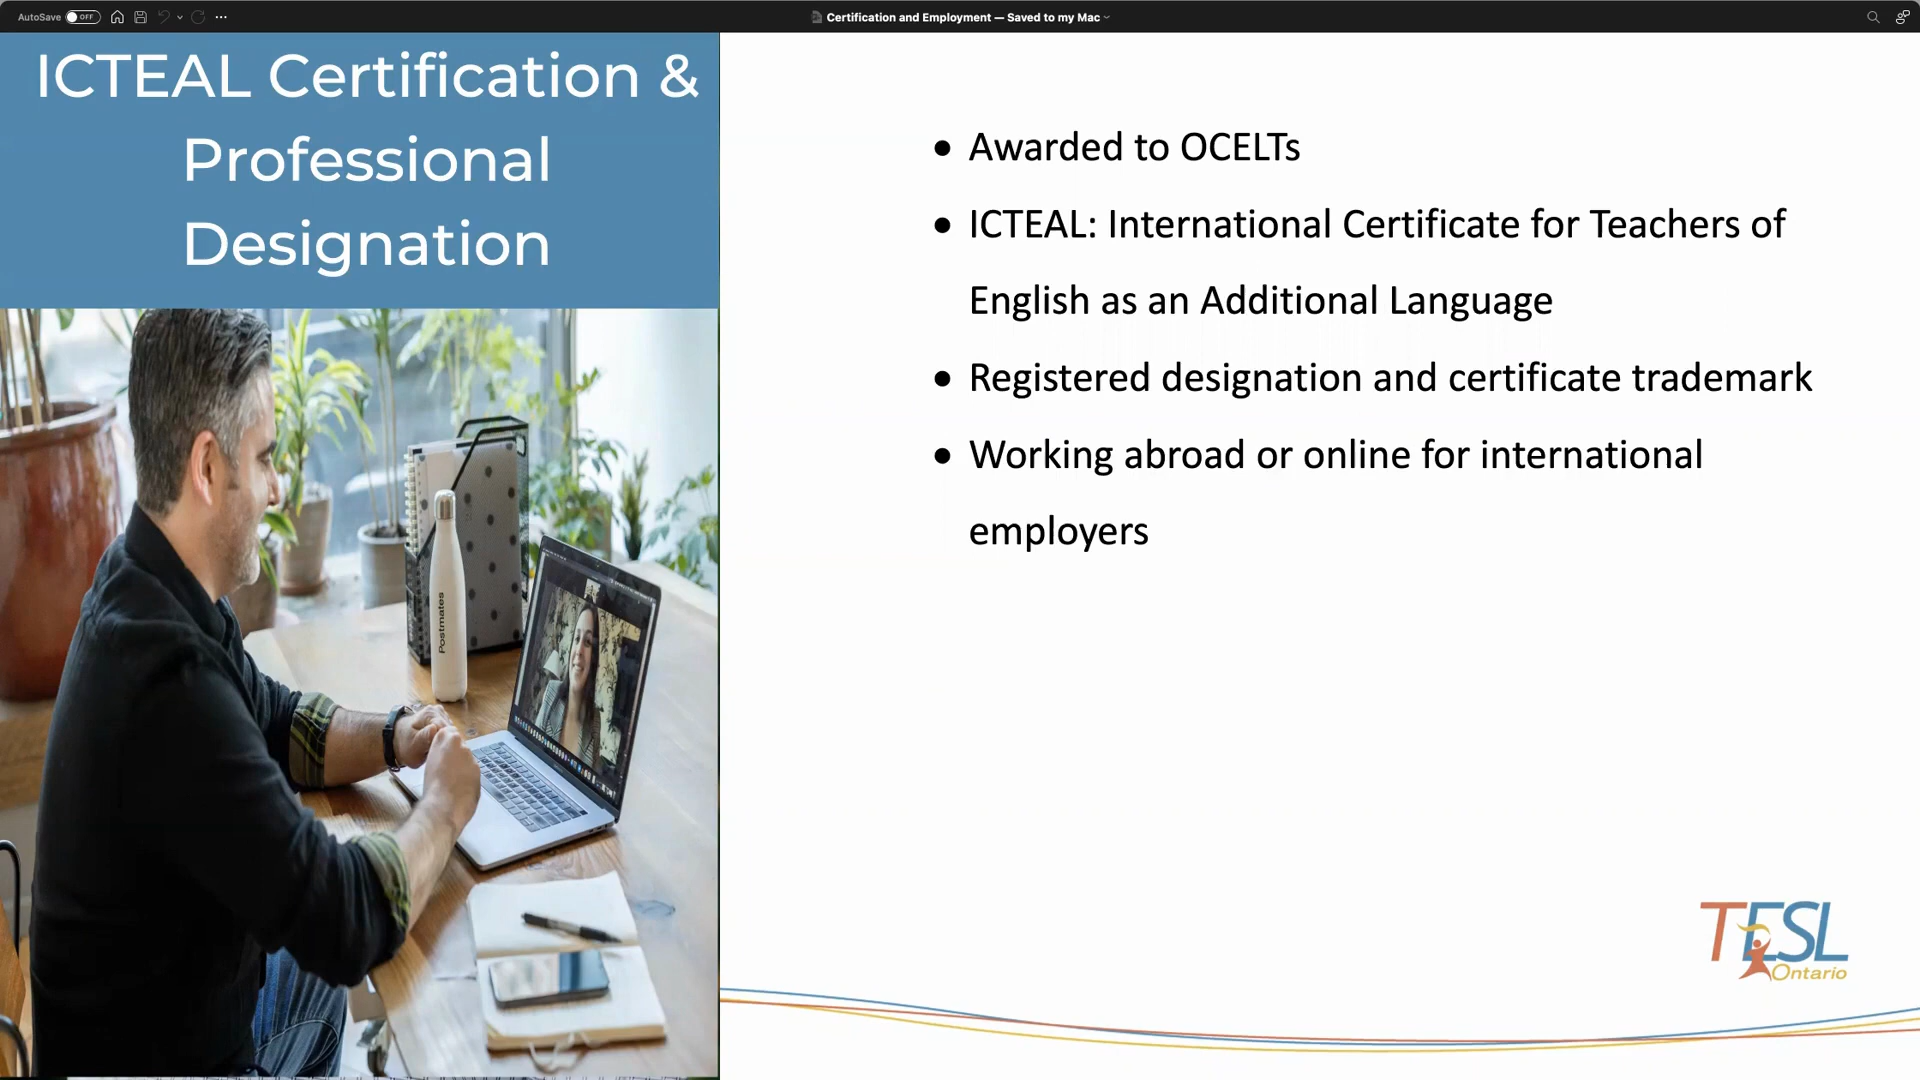 AutoSave OFF
Certification and Employment — Saved to my Mac
ICTEAL Certification &
Professional
Designation
• Awarded to OCELTs
• ICTEAL: International Certificate for Teachers of
English as an Additional Language
• Registered designation and certificate trademark
• Working abroad or online for international
employers
Postmates
TESL
Ontario